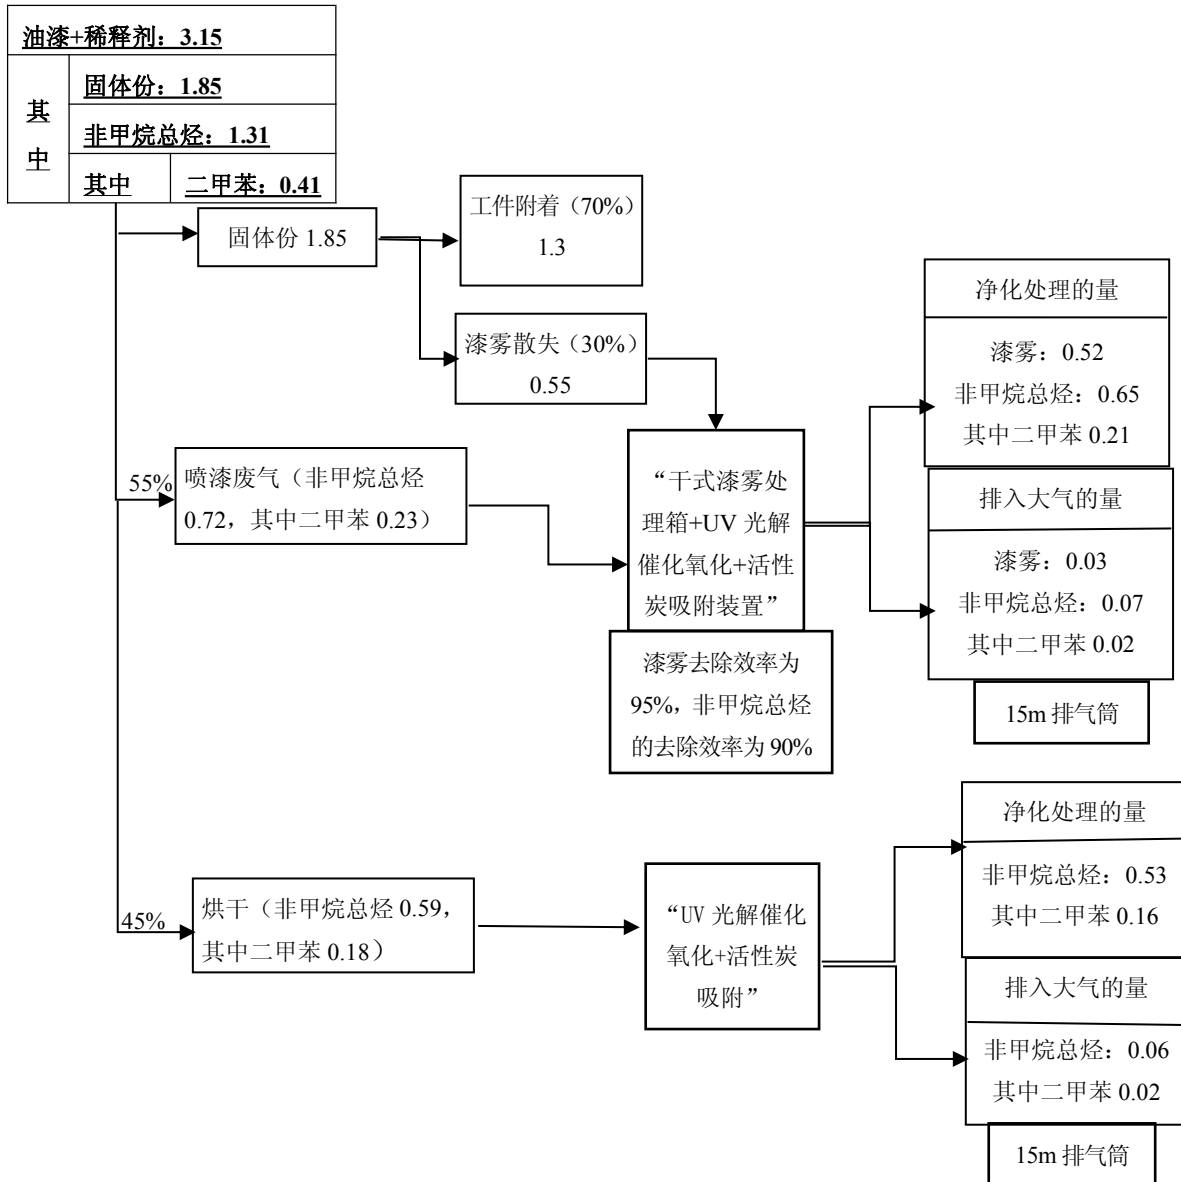 油漆+稀释剂：3.15
其中
固体份：1.85
非甲烷总烃：1.31
其中
二甲苯：0.41
固体份 1.85
工件附着（70%）
1.3
漆雾散失（30%）
0.55
净化处理的量
漆雾：0.52
非甲烷总烃：0.65
其中二甲苯 0.21
55%
喷漆废气（非甲烷总烃
0.72，其中二甲苯 0.23）
“干式漆雾处
理箱+UV 光解
催化氧化+活性
炭吸附装置”
漆雾去除效率为
95%，非甲烷总烃
的去除效率为 90%
排入大气的量
漆雾：0.03
非甲烷总烃：0.07
其中二甲苯 0.02
15m 排气筒
45%
烘干（非甲烷总烃 0.59，
其中二甲苯 0.18）
“UV 光解催化
氧化+活性炭
吸附”
净化处理的量
非甲烷总烃：0.53
其中二甲苯 0.16
排入大气的量
非甲烷总烃：0.06
其中二甲苯 0.02
15m 排气筒